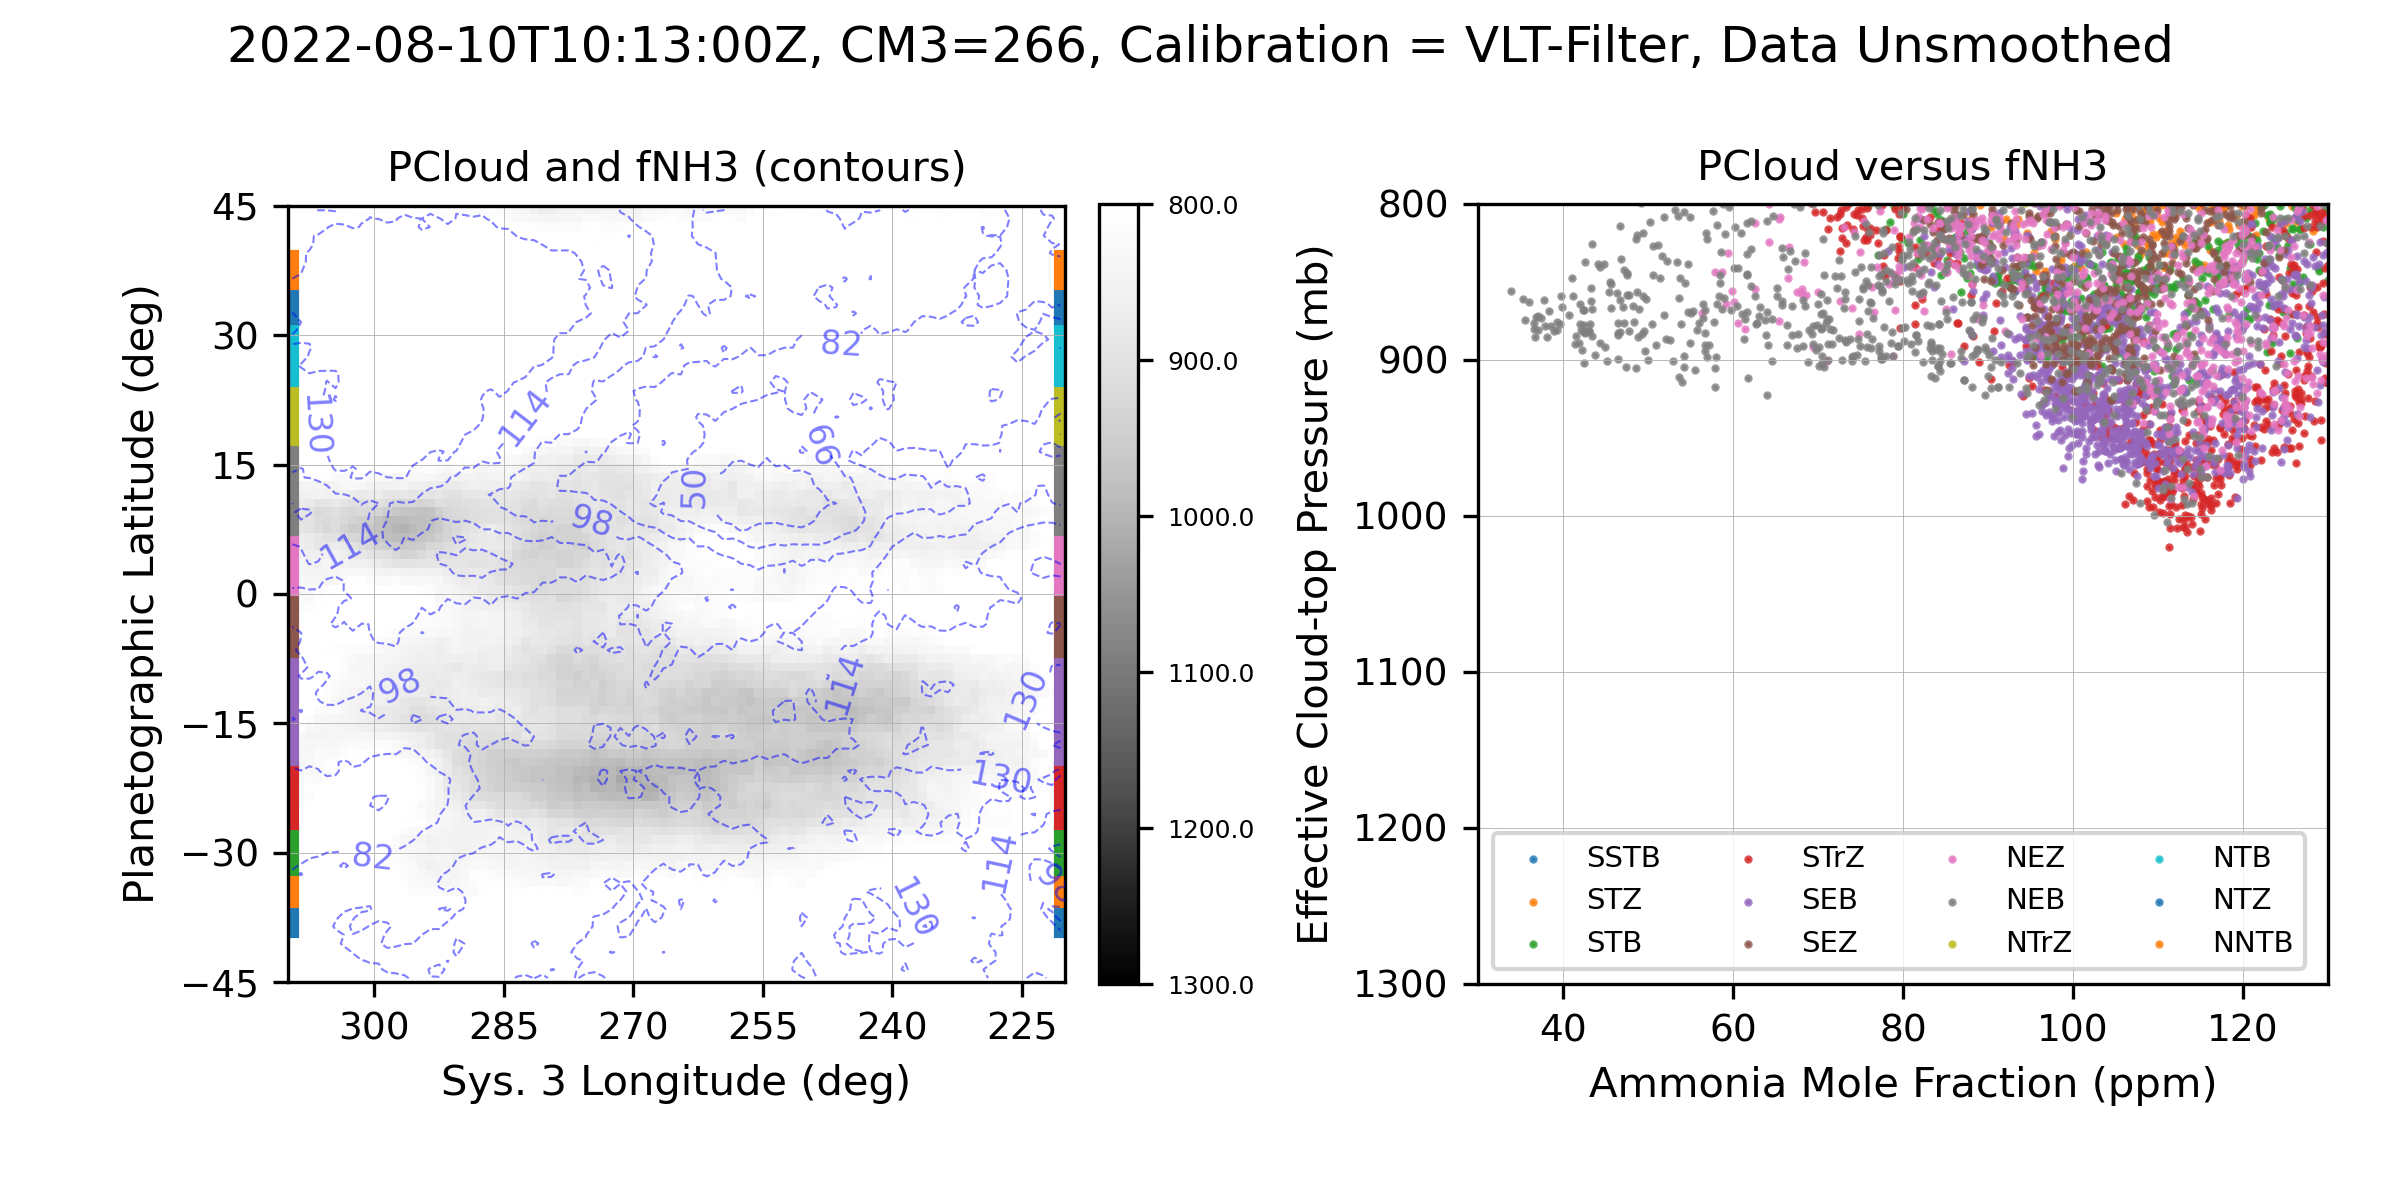 2022-08-10T10:13:00Z, CM3=266, Calibration = VLT-Filter, Data Unsmoothed
PCloud and fNH3 (contours)
Planetographic Latitude (deg)
45
30
15
0
−15
−30
−45
82
130
114
66
50
98
114
98
114
130
130
82
114
130
300
285
270
255
240
225
Sys. 3 Longitude (deg)
800.0
900.0
1000.0
1100.0
1200.0
1300.0
PCloud versus fNH3
Effective Cloud-top Pressure (mb)
800
900
1000
1100
1200
1300
SSTB
STZ
STB
STrZ
SEB
SEZ
NEZ
NEB
NTrZ
NTB
NTZ
NNTB
40
60
80
100
120
Ammonia Mole Fraction (ppm)